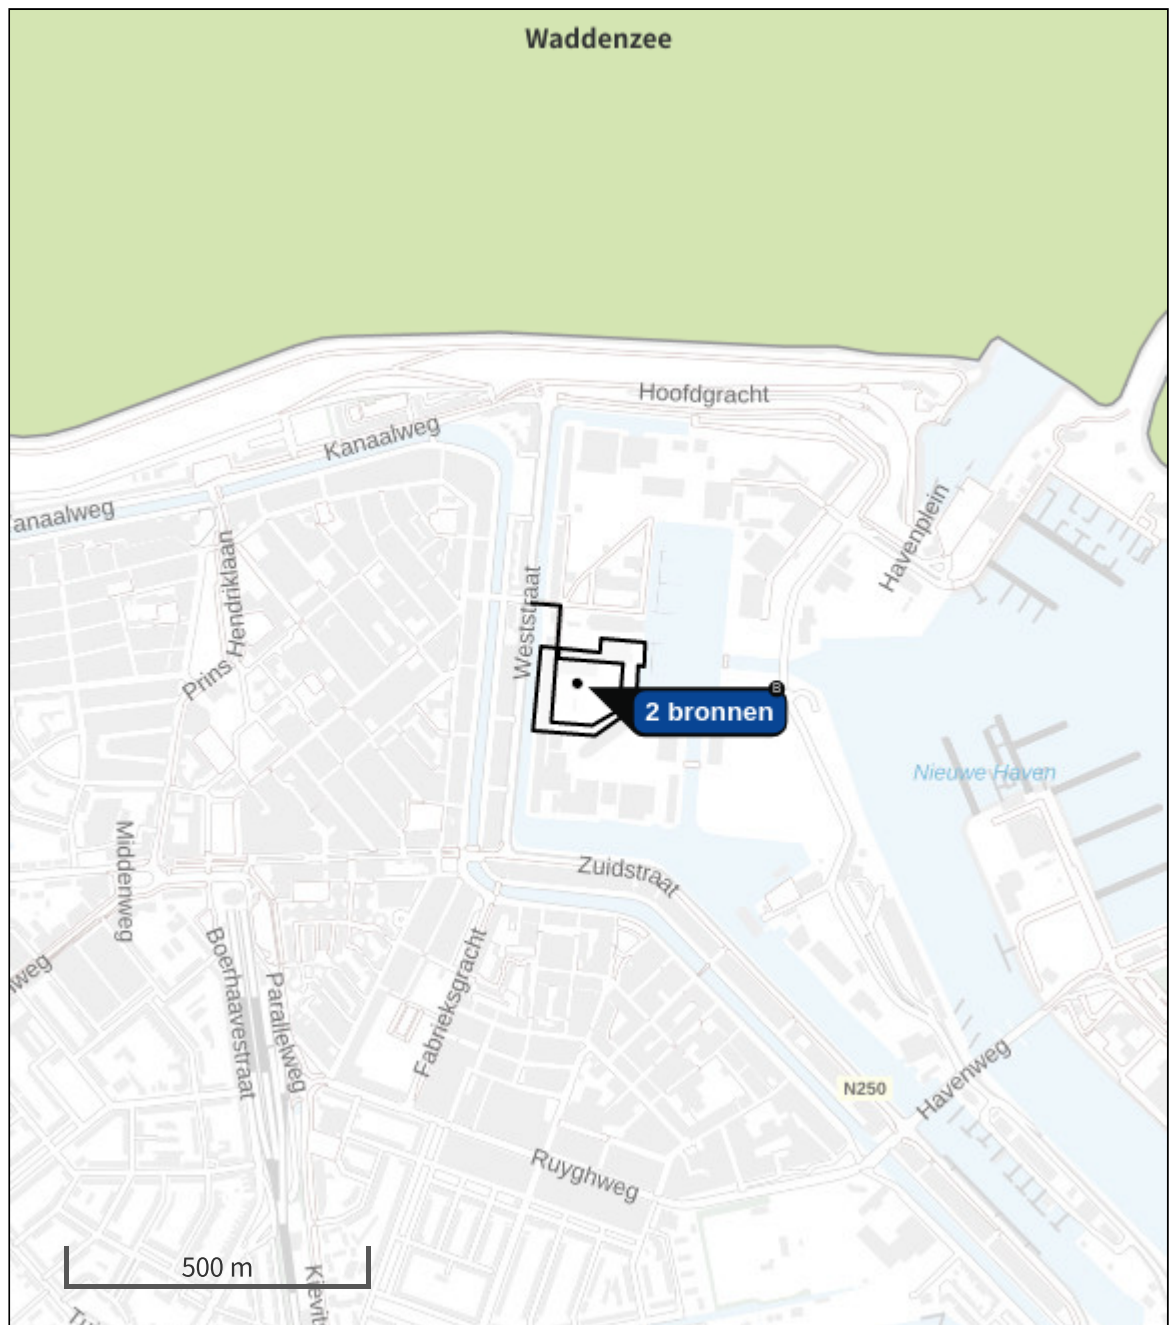 Waddenzee
Hoofdgracht
Kanaalweg
anaalweg
Havenplein
Prins Hendriklaan
Weststraat
B
2 bronnen
Nieuwe Haven
Middenweg
Zuidstraat
weg
Boerhaavestraat
Parallelweg
Fabrieksgracht
N250
Havenweg
Ruyghweg
500 m
Kievit